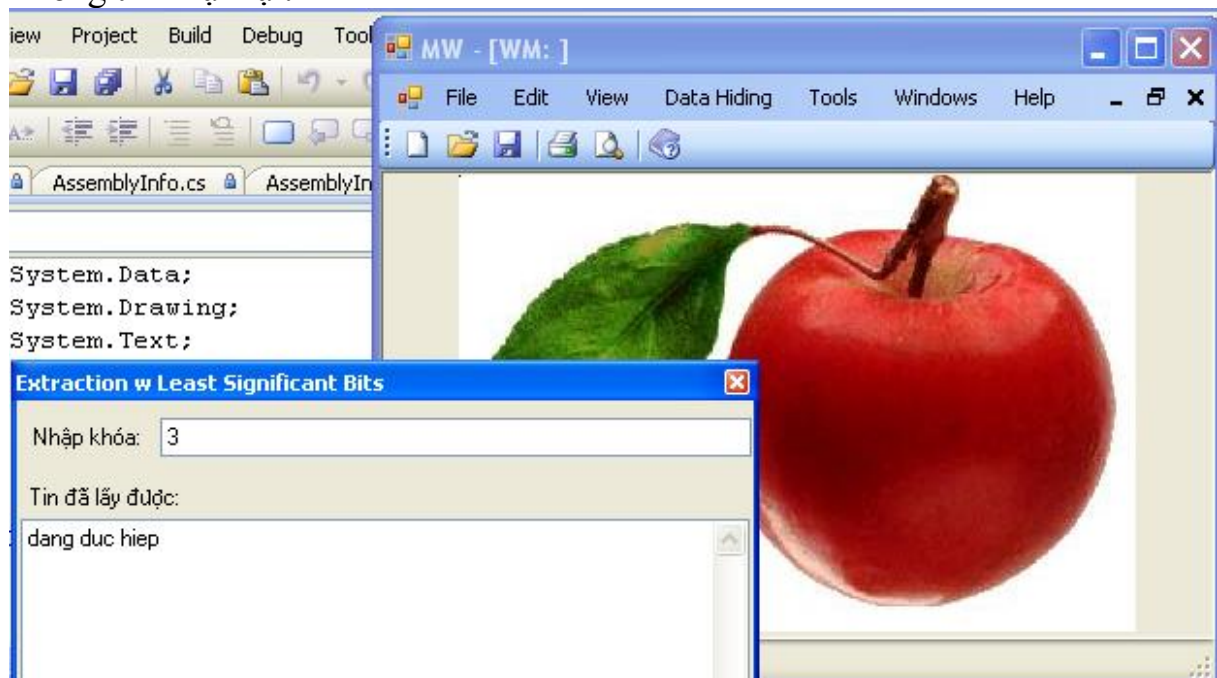 iew Project Build Debug Tool
MW - [WM: ]
File Edit View Data Hiding Tools Windows Help
AssemblyInfo.cs AssemblyIn
System.Data;
System.Drawing;
System.Text;
Extraction w Least Significant Bits
Nhập khóa: 3
Tin đã lấy được:
dang duc hiep